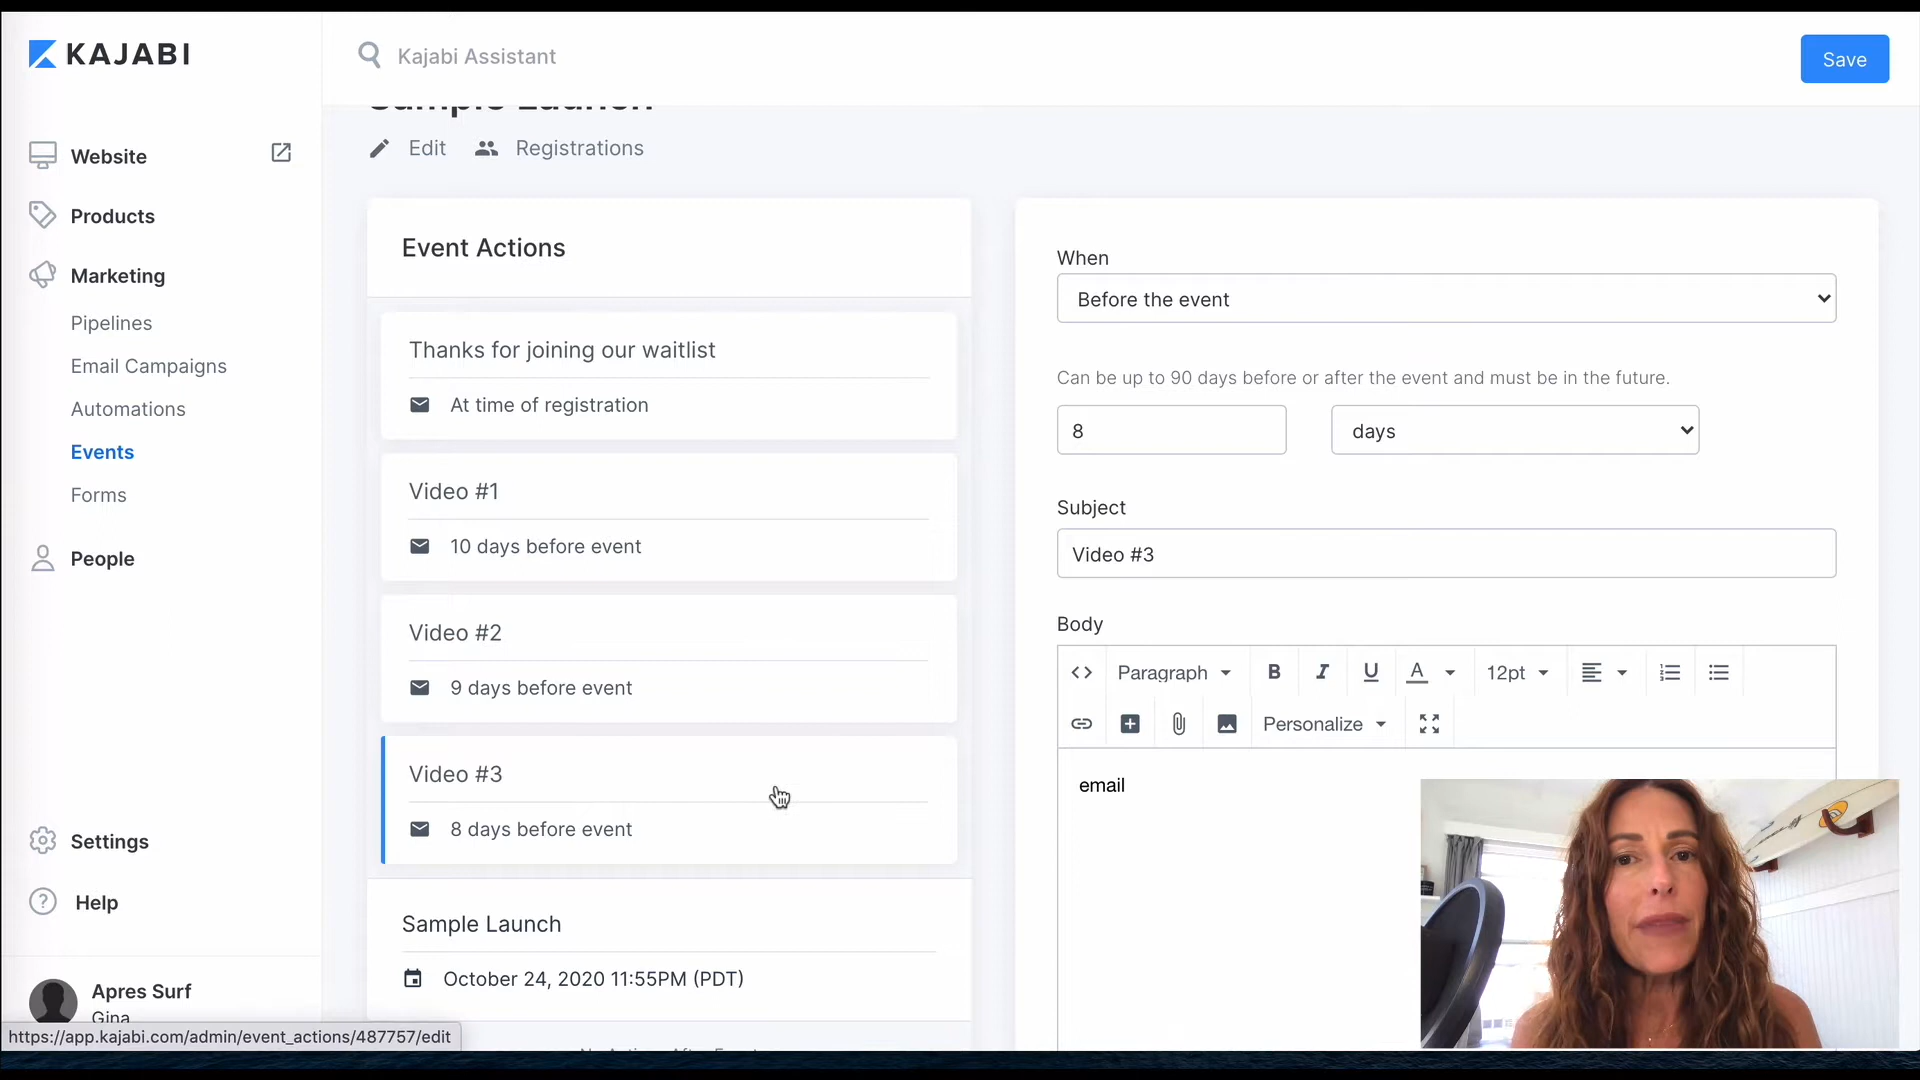 KAJABI
Kajabi Assistant
Save
Sample Launch
Edit
Registrations
Website
Products
Marketing
Pipelines
Email Campaigns
Automations
Events
Forms
People
Settings
Help
Apres Surf
Gina
https://app.kajabi.com/admin/event_actions/487757/edit
Event Actions
Thanks for joining our waitlist
At time of registration
Video #1
10 days before event
Video #2
9 days before event
Video #3
8 days before event
Sample Launch
October 24, 2020 11:55PM (PDT)
When
Before the event
Can be up to 90 days before or after the event and must be in the future.
8
days
Subject
Video #3
Body
Paragraph
B
I
U
A
12pt
Personalize
email